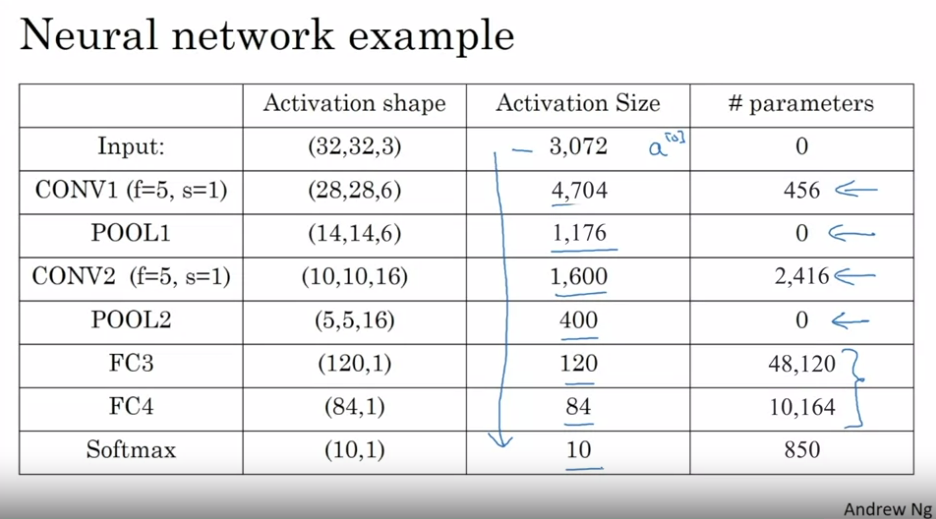 Neural network example
Activation shape Activation Size # parameters
Input: (32,32,3) 3,072 a[0] 0
CONV1 (f=5, s=1) (28,28,6) 4,704 456
POOL1 (14,14,6) 1,176 0
CONV2 (f=5, s=1) (10,10,16) 1,600 2,416
POOL2 (5,5,16) 400 0
FC3 (120,1) 120 48,120
FC4 (84,1) 84 10,164
Softmax (10,1) 10 850
Andrew Ng